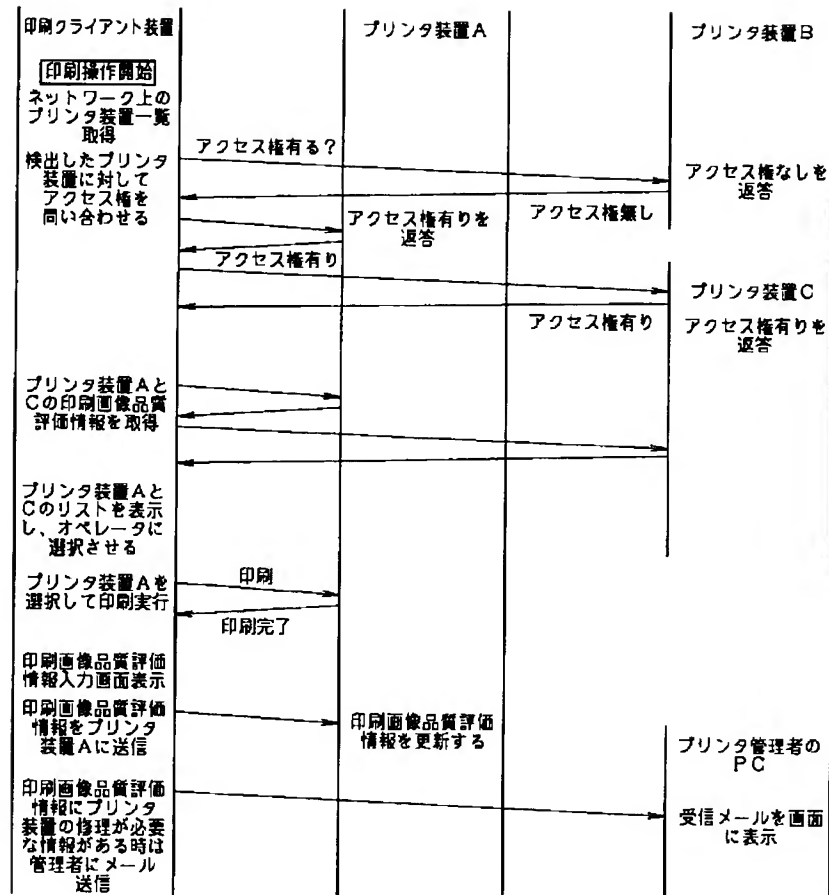 印刷クライアント装置
プリンタ装置A
プリンタ装置B
印刷操作開始
ネットワーク上の
プリンタ装置一覧
取得
検出したプリンタ
装置に対して
アクセス権を
問い合わせる
アクセス権有る?
アクセス権なしを
返答
アクセス権無し
アクセス権有りを
返答
アクセス権有り
プリンタ装置C
アクセス権有り
アクセス権有りを
返答
プリンタ装置Aと
Cの印刷画像品質
評価情報を取得
プリンタ装置Aと
Cのリストを表示
し、オペレータに
選択させる
プリンタ装置Aを
選択して印刷実行
印刷
印刷完了
印刷画像品質評価
情報入力画面表示
印刷画像品質評価
情報をプリンタ
装置Aに送信
印刷画像品質評価
情報を更新する
プリンタ管理者の
PC
印刷画像品質評価
情報にプリンタ
装置の修理が必要
な情報がある時は
管理者にメール
送信
受信メールを画面
に表示